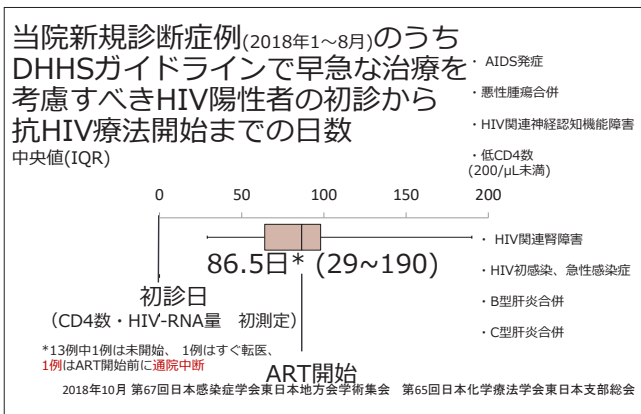 当院新規診断症例(2018年1～8月)のうち
DHHSガイドラインで早急な治療を
考慮すべきHIV陽性者の初診から
抗HIV療法開始までの日数
中央値(IQR)
・ AIDS発症
・ 悪性腫瘍合併
・HIV関連神経認知機能障害
・低CD4数
(200/μL未満)
・ HIV関連腎障害
・HIV初感染、急性感染症
・B型肝炎合併
・C型肝炎合併
0 50 100 150 200
86.5日* (29~190)
初診日
（CD4数・HIV-RNA量　初測定）
*13例中1例は未開始、 1例はすぐ転医、
1例はART開始前に通院中断
ART開始
2018年10月 第67回日本感染症学会東日本地方会学術集会　第65回日本化学療法学会東日本支部総会